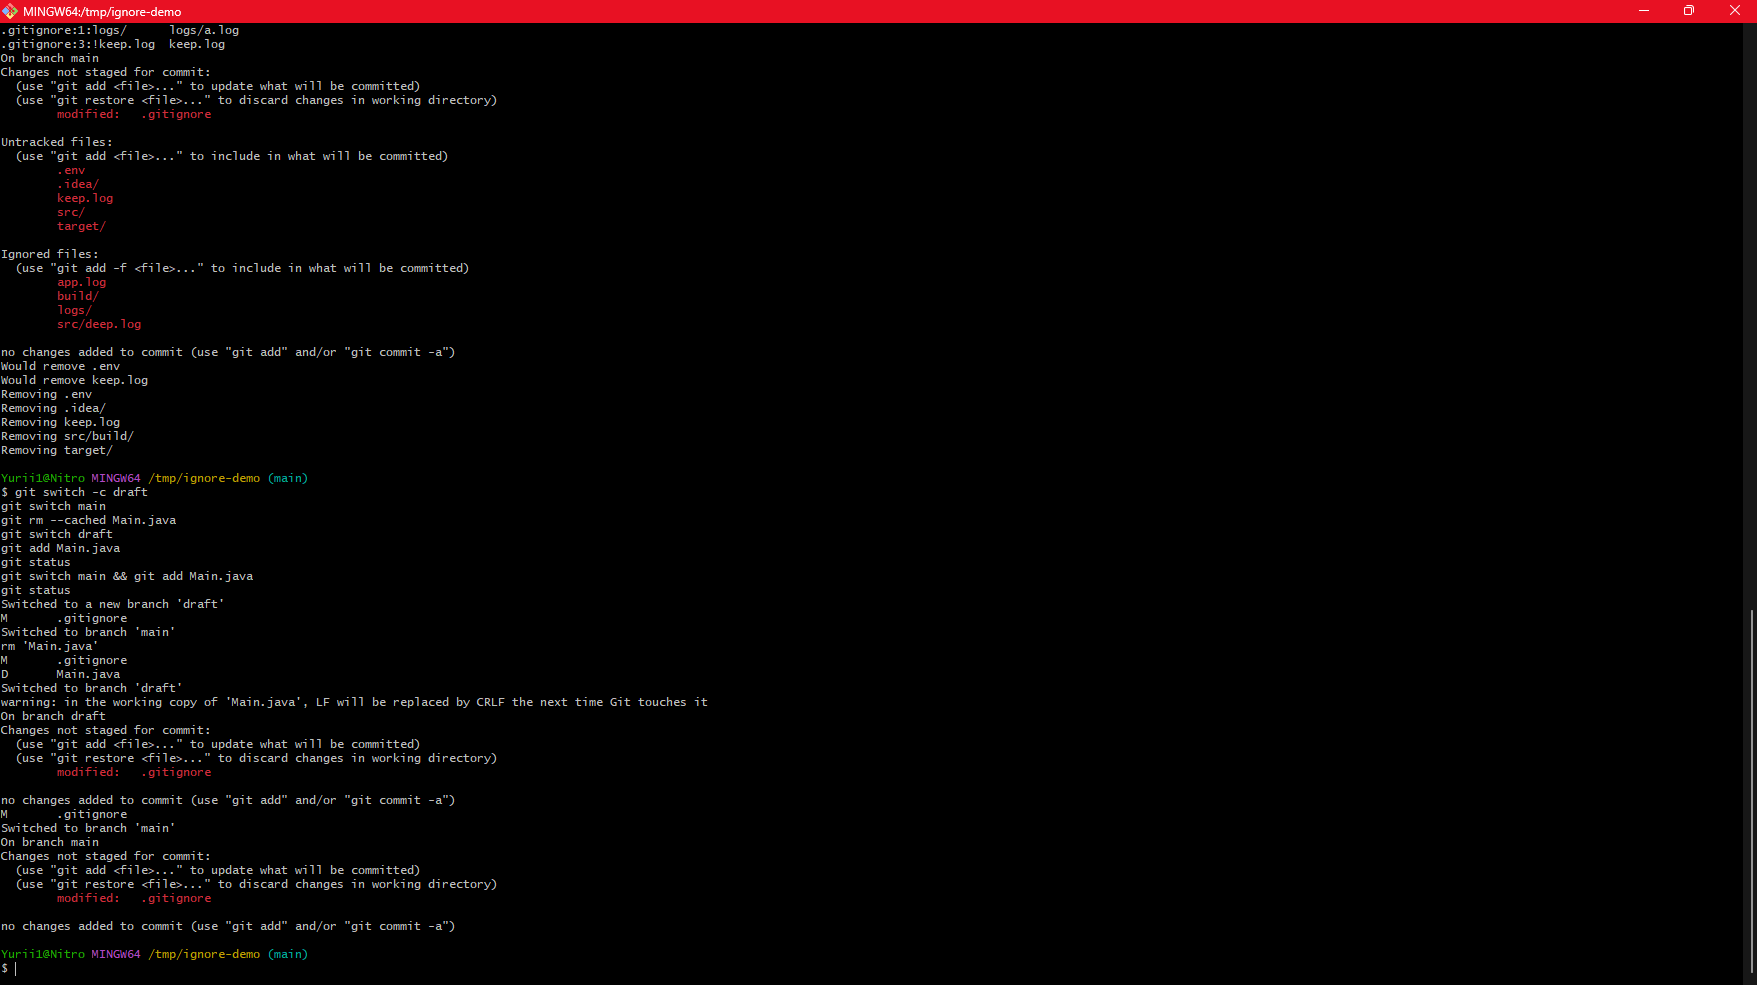 MINGW64:/tmp/ignore-demo
.gitignore:1:logs/      logs/a.log
.gitignore:3:!keep.log  keep.log
On branch main
Changes not staged for commit:
  (use "git add <file>..." to update what will be committed)
  (use "git restore <file>..." to discard changes in working directory)
        modified:   .gitignore

Untracked files:
  (use "git add <file>..." to include in what will be committed)
        .env
        .idea/
        keep.log
        src/
        target/

Ignored files:
  (use "git add -f <file>..." to include in what will be committed)
        app.log
        build/
        logs/
        src/deep.log

no changes added to commit (use "git add" and/or "git commit -a")
Would remove .env
Would remove keep.log
Removing .env
Removing .idea/
Removing keep.log
Removing src/build/
Removing target/

Yurii1@Nitro MINGW64 /tmp/ignore-demo (main)
$ git switch -c draft
git switch main
git rm --cached Main.java
git switch draft
git add Main.java
git status
git switch main && git add Main.java
git status
Switched to a new branch 'draft'
M       .gitignore
Switched to branch 'main'
rm 'Main.java'
M       .gitignore
D       Main.java
Switched to branch 'draft'
warning: in the working copy of 'Main.java', LF will be replaced by CRLF the next time Git touches it
On branch draft
Changes not staged for commit:
  (use "git add <file>..." to update what will be committed)
  (use "git restore <file>..." to discard changes in working directory)
        modified:   .gitignore

no changes added to commit (use "git add" and/or "git commit -a")
M       .gitignore
Switched to branch 'main'
On branch main
Changes not staged for commit:
  (use "git add <file>..." to update what will be committed)
  (use "git restore <file>..." to discard changes in working directory)
        modified:   .gitignore

no changes added to commit (use "git add" and/or "git commit -a")

Yurii1@Nitro MINGW64 /tmp/ignore-demo (main)
$